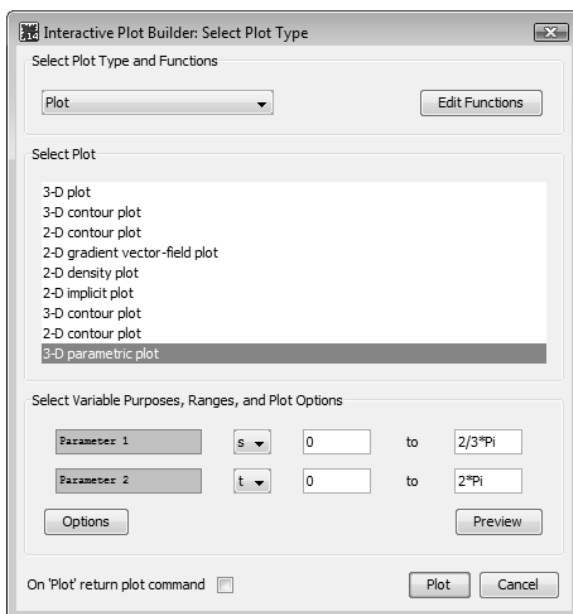 Interactive Plot Builder: Select Plot Type
Select Plot Type and Functions
Plot
Edit Functions
Select Plot
3-D plot
3-D contour plot
2-D contour plot
2-D gradient vector-field plot
2-D density plot
2-D implicit plot
3-D contour plot
2-D contour plot
3-D parametric plot
Select Variable Purposes, Ranges, and Plot Options
Parameter 1 s 0 to 2/3*Pi
Parameter 2 t 0 to 2*Pi
Options Preview
On 'Plot' return plot command Plot Cancel